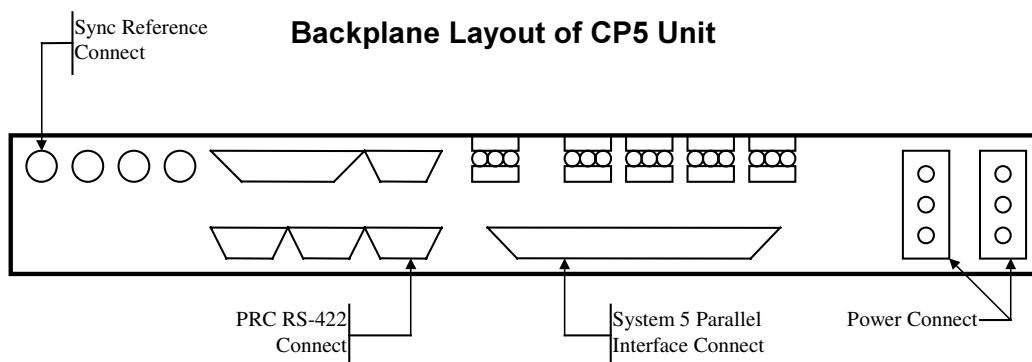 Backplane Layout of CP5 Unit
Sync Reference
Connect
PRC RS-422
Connect
System 5 Parallel
Interface Connect
Power Connect